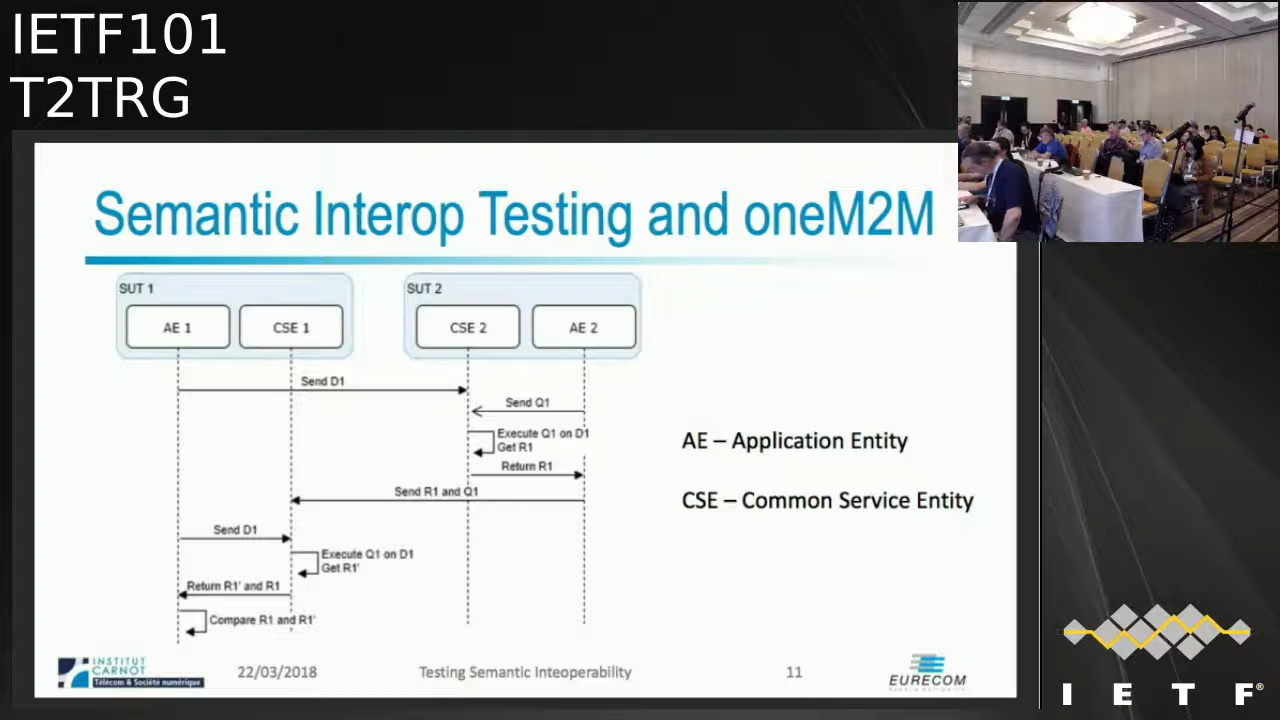 IETF101
T2TRG
Semantic Interop Testing and oneM2M
SUT 1
SUT 2
AE 1
CSE 1
CSE 2
AE 2
Send D1
Send Q1
Execute Q1 on D1
Get R1
Return R1
Send R1 and Q1
Send D1
Execute Q1 on D1
Get R1'
Return R1' and R1
Compare R1 and R1'
AE – Application Entity
CSE – Common Service Entity
INSTITUT
CARNOT
Télécom & Société numérique
22/03/2018
Testing Semantic Inteoperability
11
EURECOM
I E T F®